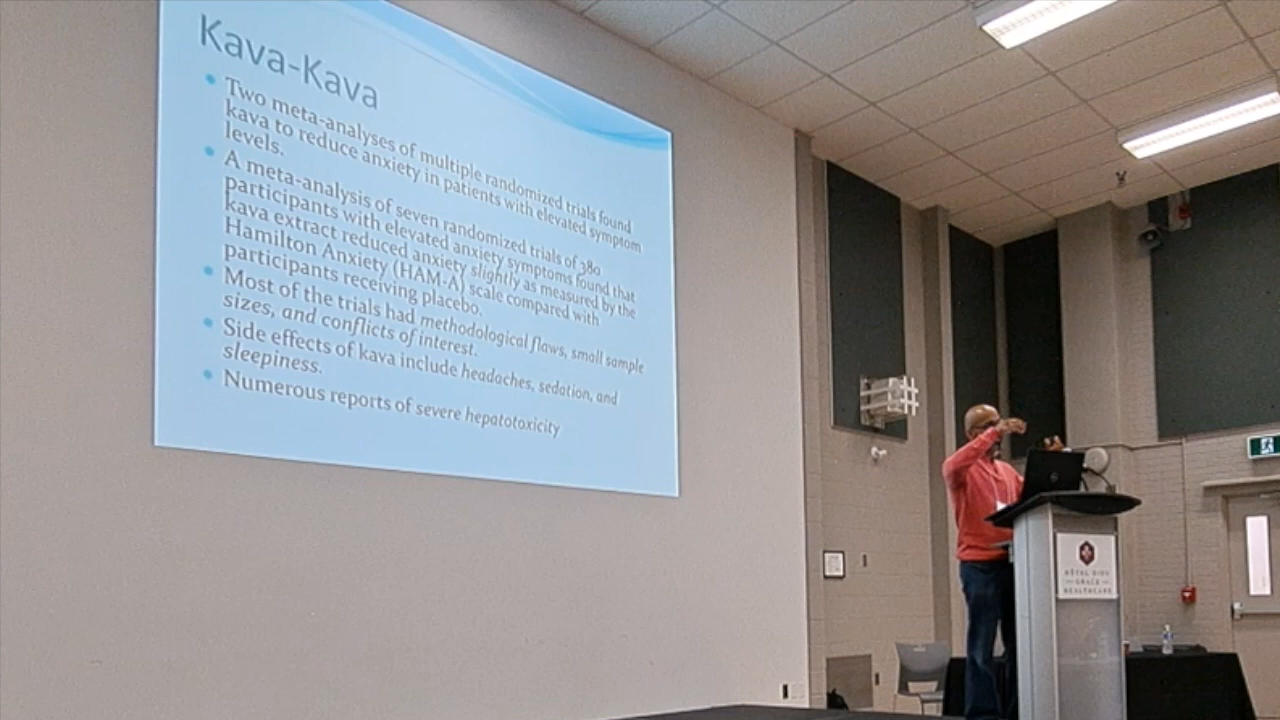 Kava-Kava
Two meta-analyses of multiple randomized trials found
kava to reduce anxiety in patients with elevated symptom
levels.
A meta-analysis of seven randomized trials of 380
participants with elevated anxiety symptoms found that
kava extract reduced anxiety slightly as measured by the
Hamilton Anxiety (HAM-A) scale compared with
participants receiving placebo.
Most of the trials had methodological flaws, small sample
sizes, and conflicts of interest.
Side effects of kava include headaches, sedation, and
sleepiness.
Numerous reports of severe hepatotoxicity
HÔTEL-DIEU
GRACE
HEALTHCARE